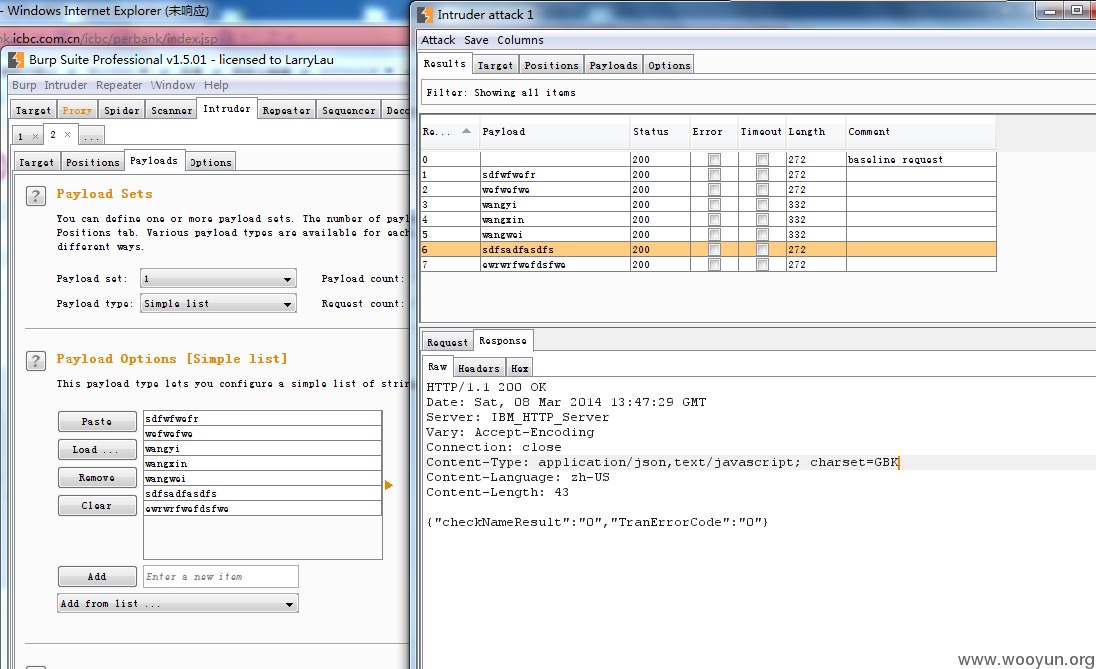 - Windows Internet Explorer (未响应)
nk.icbc.com.cn/icbc/perbank/index.jsp
Burp Suite Professional v1.5.01 - licensed to LarryLau
Burp Intruder Repeater Window Help
Target Proxy Spider Scanner Intruder Repeater Sequencer Deco
1 × 2 × ...
Target Positions Payloads Options
? Payload Sets
You can define one or more payload sets. The number of payl
Positions tab. Various payload types are available for each
different ways.
Payload set: 1 Payload count:
Payload type: Simple list Request count:
? Payload Options [Simple list]
This payload type lets you configure a simple list of strin
Paste
Load ...
Remove
Clear
sdfwfwefr
wefwefwe
wangyi
wangxin
wangwei
sdfsadfasdfs
ewrwrfwefdsfwe
Add Enter a new item
Add from list ...
Intruder attack 1
Attack Save Columns
Results Target Positions Payloads Options
Filter: Showing all items
Re... Payload Status Error Timeout Length Comment
0 200 272 baseline request
1 sdfwfwefr 200 272
2 wefwefwe 200 272
3 wangyi 200 332
4 wangxin 200 332
5 wangwei 200 332
6 sdfsadfasdfs 200 272
7 ewrwrfwefdsfwe 200 272
Request Response
Raw Headers Hex
HTTP/1.1 200 OK
Date: Sat, 08 Mar 2014 13:47:29 GMT
Server: IBM_HTTP_Server
Vary: Accept-Encoding
Connection: close
Content-Type: application/json,text/javascript; charset=GBK
Content-Language: zh-US
Content-Length: 43
{"checkNameResult":"0","TranErrorCode":"0"}
www.wooyun.org